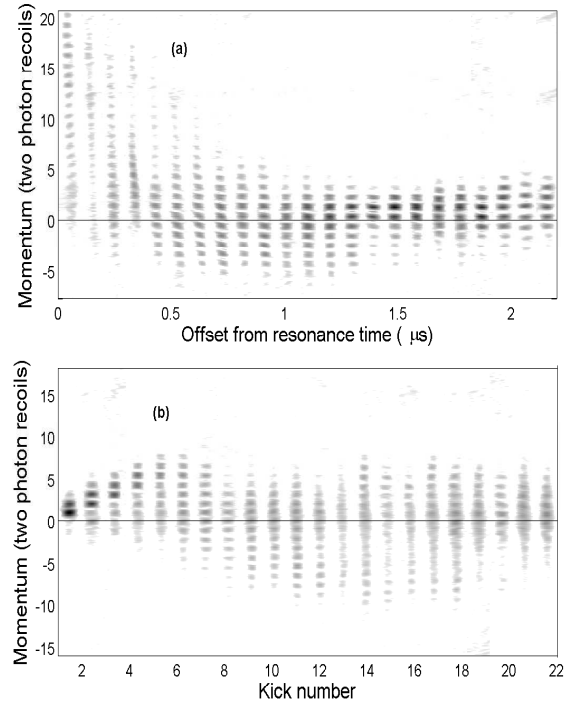 Momentum (two photon recoils)
20
15
10
5
0
-5
(a)
0 0.5 1 1.5 2
Offset from resonance time ( μs)
Momentum (two photon recoils)
15
10
5
0
-5
-10
-15
(b)
2 4 6 8 10 12 14 16 18 20 22
Kick number